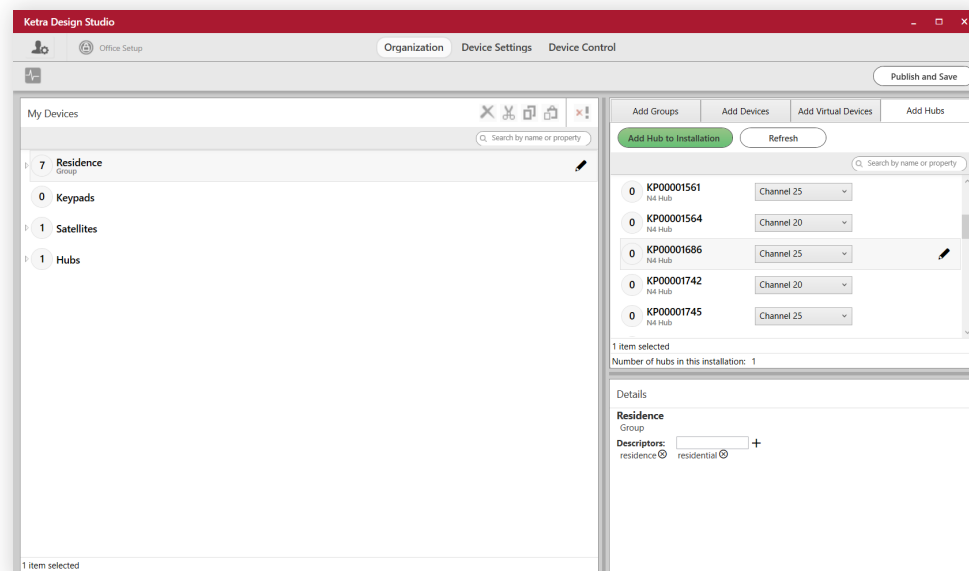 Ketra Design Studio
Office Setup
Organization Device Settings Device Control
Publish and Save
My Devices
Search by name or property
7 Residence
Group
0 Keypads
1 Satellites
1 Hubs
1 item selected
Add Groups Add Devices Add Virtual Devices Add Hubs
Add Hub to Installation Refresh
Search by name or property
0 KP00001561 Channel 25
N4 Hub
0 KP00001564 Channel 20
N4 Hub
0 KP00001686 Channel 25
N4 Hub
0 KP00001742 Channel 20
N4 Hub
0 KP00001745 Channel 25
N4 Hub
1 item selected
Number of hubs in this installation: 1
Details
Residence
Group
Descriptors:
residence residential